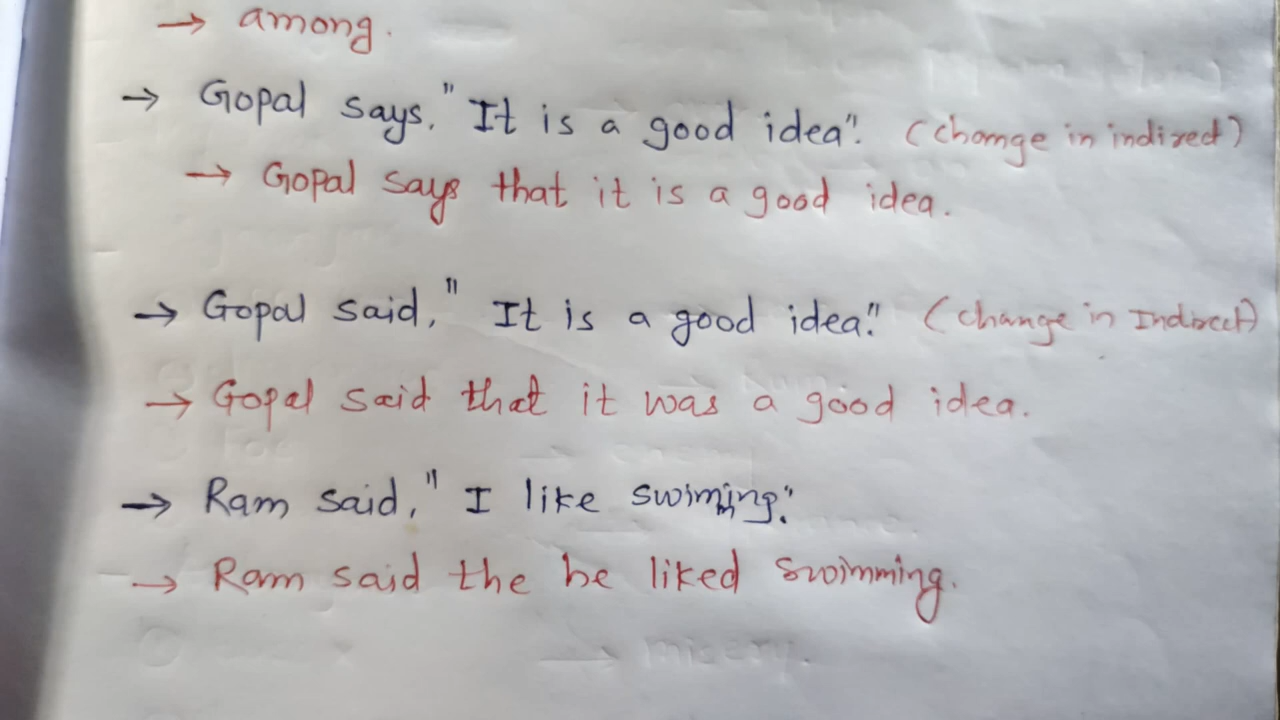 → among.
→ Gopal says, "It is a good idea". (change in indirect)
→ Gopal says that it is a good idea.
→ Gopal said, "It is a good idea." (change in Indirect)
→ Gopal said that it was a good idea.
→ Ram said, "I like swimming."
→ Ram said the he liked swimming.
→ misery.